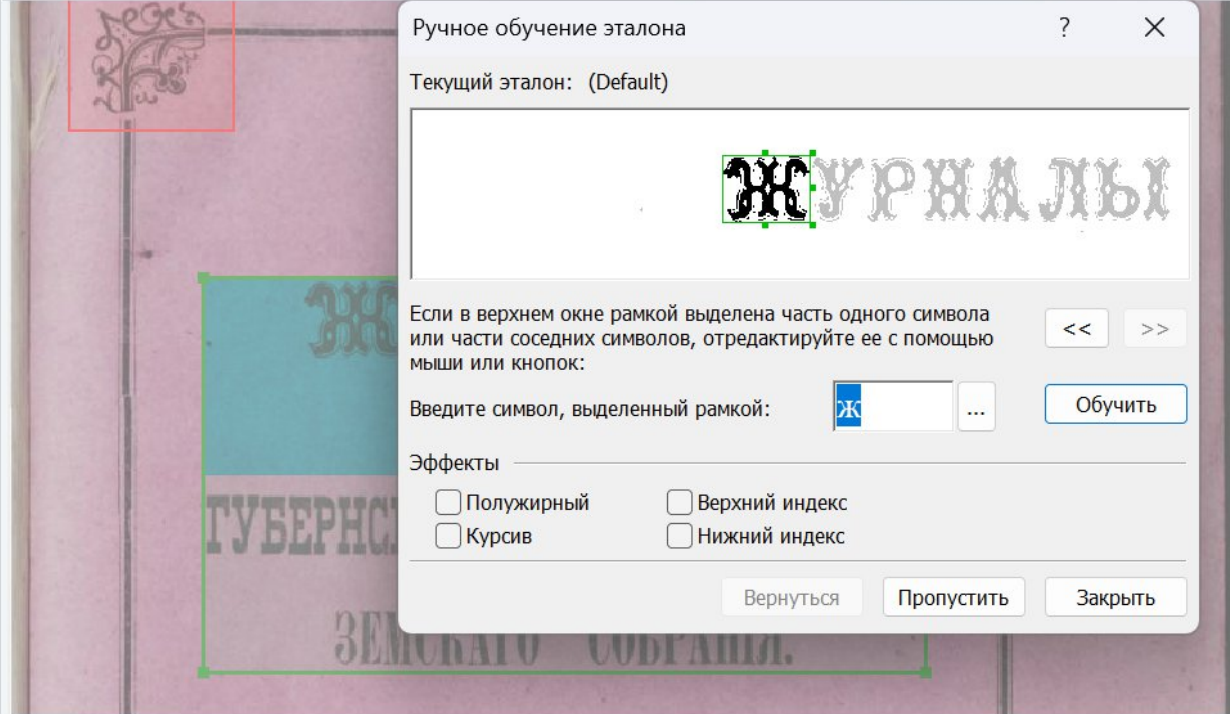 Ручное обучение эталона
?
Текущий эталон: (Default)
ЖУРНАЛЫ
Если в верхнем окне рамкой выделена часть одного символа
или части соседних символов, отредактируйте ее с помощью
мыши или кнопок:
<< >>
Введите символ, выделенный рамкой: ж ... Обучить
Эффекты
Полужирный Верхний индекс
Курсив Нижний индекс
Вернуться Пропустить Закрыть
Ж
ГУБЕРНС
ЗЕМСКАГО СОБРАНІЯ.